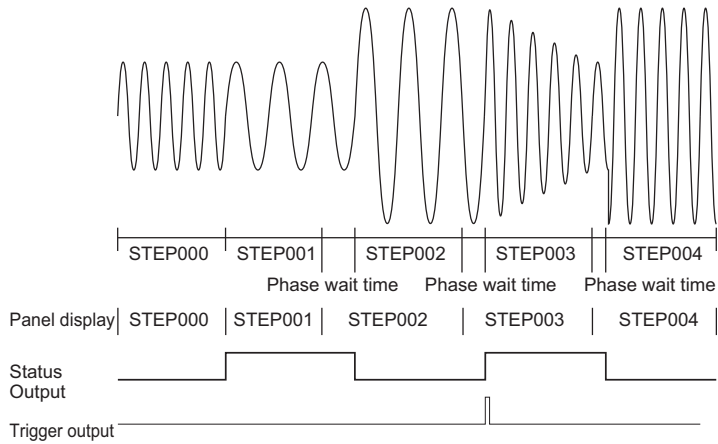 STEP000 STEP001 STEP002 STEP003 STEP004
Phase wait time Phase wait time Phase wait time
Panel display STEP000 STEP001 STEP002 STEP003 STEP004
Status
Output
Trigger output